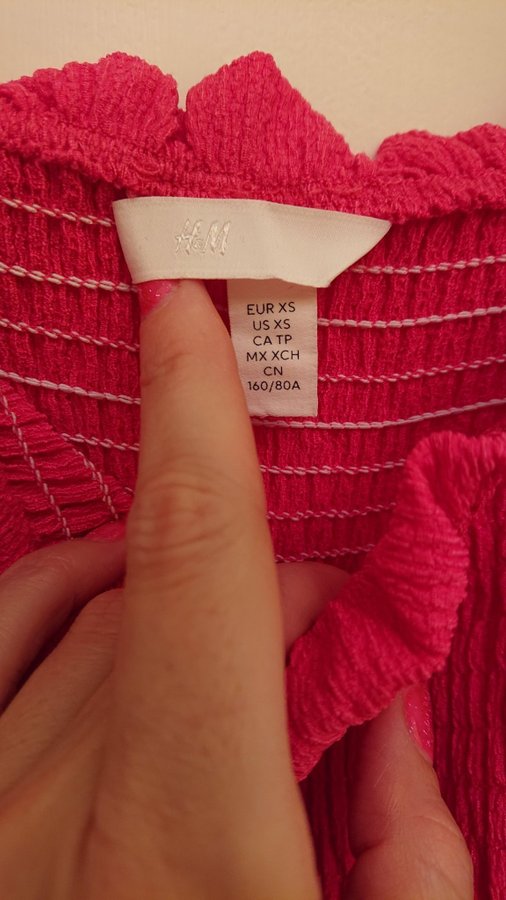 H&M
EUR XS
US XS
CA TP
MX XCH
CN
160/80A